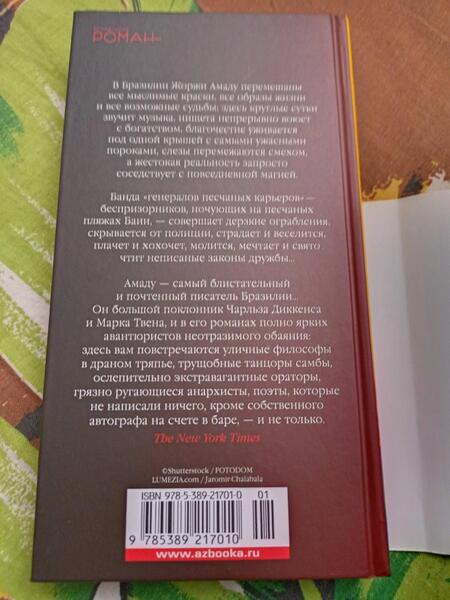 РОМАН
В Бразилии Жоржи Амаду перемешаны
все мыслимые краски, все образы жизни
и все возможные судьбы; здесь круглые сутки
звучит музыка, нищета непрерывно воюет
с богатством, благочестие уживается
под одной крышей с самыми ужасными
пороками, слезы перемежаются смехом,
а жестокая реальность запросто
соседствует с повседневной магией.
Банда «генералов песчаных карьеров» —
беспризорников, ночующих на песчаных
пляжах Баии, — совершает дерзкие ограбления,
скрывается от полиции, страдает и веселится,
плачет и хохочет, молится, мечтает и свято
чтит неписаные законы дружбы...
Амаду — самый блистательный
и почтенный писатель Бразилии...
Он большой поклонник Чарльза Диккенса
и Марка Твена, и в его романах полно ярких
авантюристов неотразимого обаяния:
здесь вам повстречаются уличные философы
в драном тряпье, трущобные танцоры самбы,
ослепительно экстравагантные ораторы,
грязно ругающиеся анархисты, поэты, которые
не написали ничего, кроме собственного
автографа на счете в баре, — и не только.
The New York Times
©Shutterstock / FOTODOM
LUMEZIA.com / Jaromir Chalabala
ISBN 978-5-389-21701-0 01
9 785389 217010
www.azbooka.ru